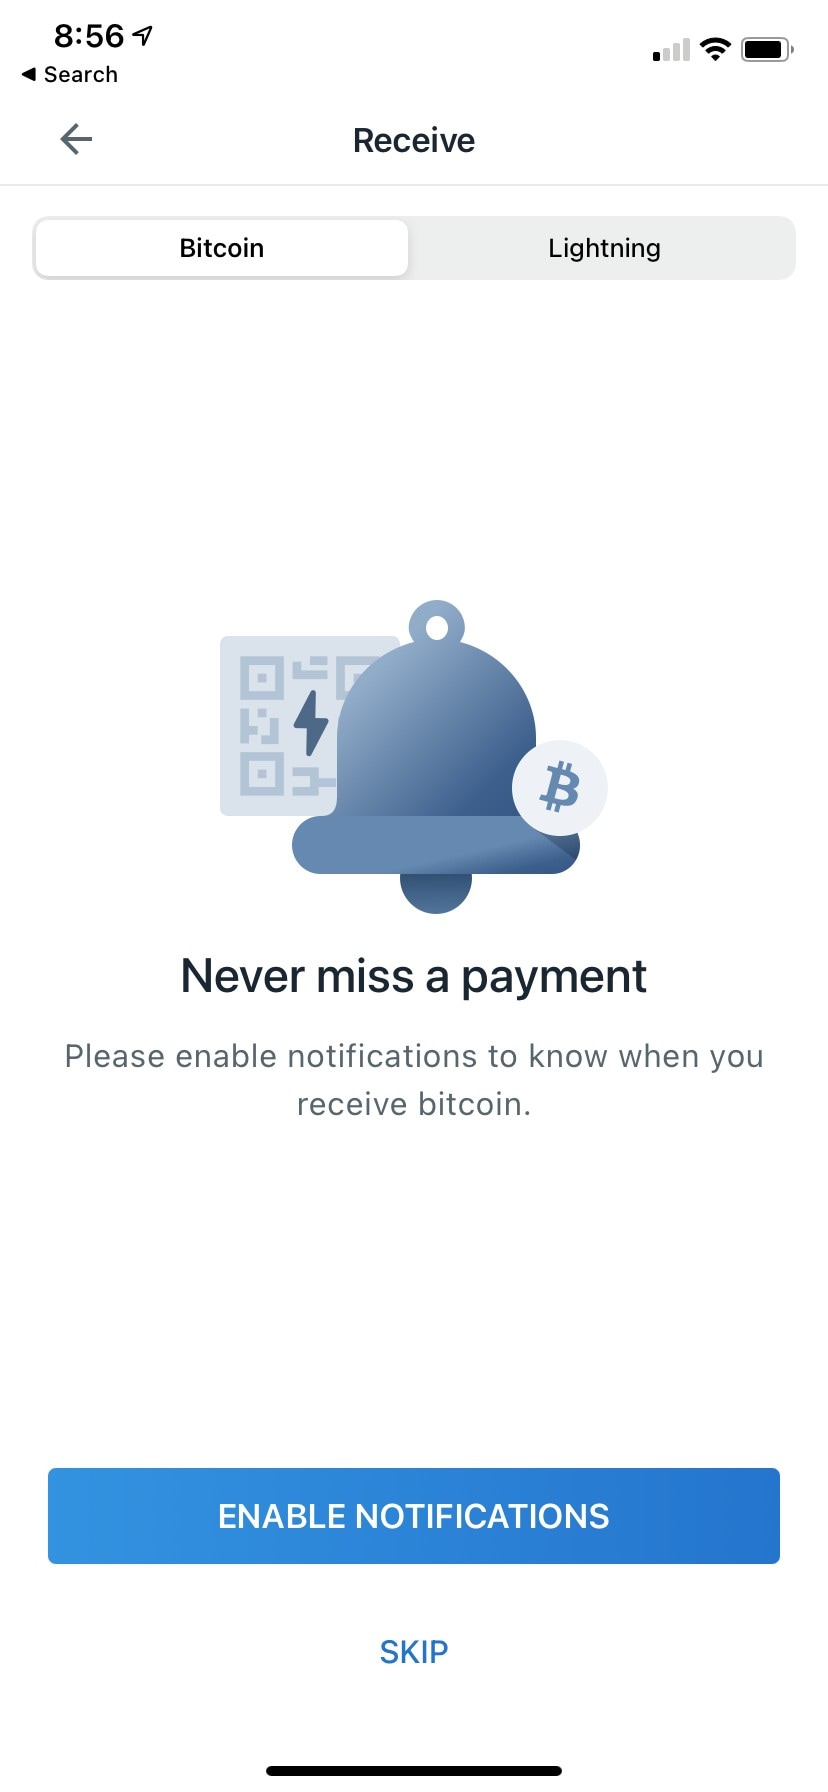 8:56
◀ Search
Receive
Bitcoin
Lightning
Never miss a payment
Please enable notifications to know when you
receive bitcoin.
ENABLE NOTIFICATIONS
SKIP